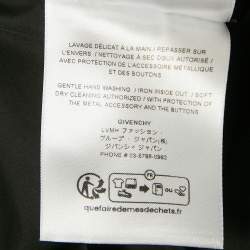 LAVAGE DÉLICAT À LA MAIN / REPASSER SUR
L'ENVERS / NETTOYAGE À SEC DOUX AUTORISÉ /
AVEC PROTECTION DE L'ACCESSOIRE MÉTALLIQUE
ET DES BOUTONS
GENTLE HAND WASHING / IRON INSIDE OUT / SOFT
DRY CLEANING AUTHORIZED / WITH PROTECTION OF
THE METAL ACCESSORY AND THE BUTTONS
GIVENCHY
LVMH ファッション
グループ・ジャパン(株)
ジバンシィ ジャパン
PHONE #
FR
quefairedemesdechets.fr